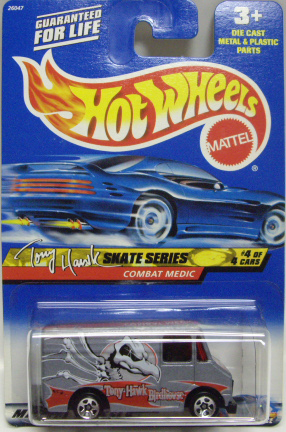 26047
GUARANTEED
FOR LIFE
3+
DIE CAST
METAL & PLASTIC
PARTS
Hot Wheels
MATTEL
Tony Hawk SKATE SERIES
#4 OF
4 CARS
COMBAT MEDIC
Tony Hawk
Birdhouse